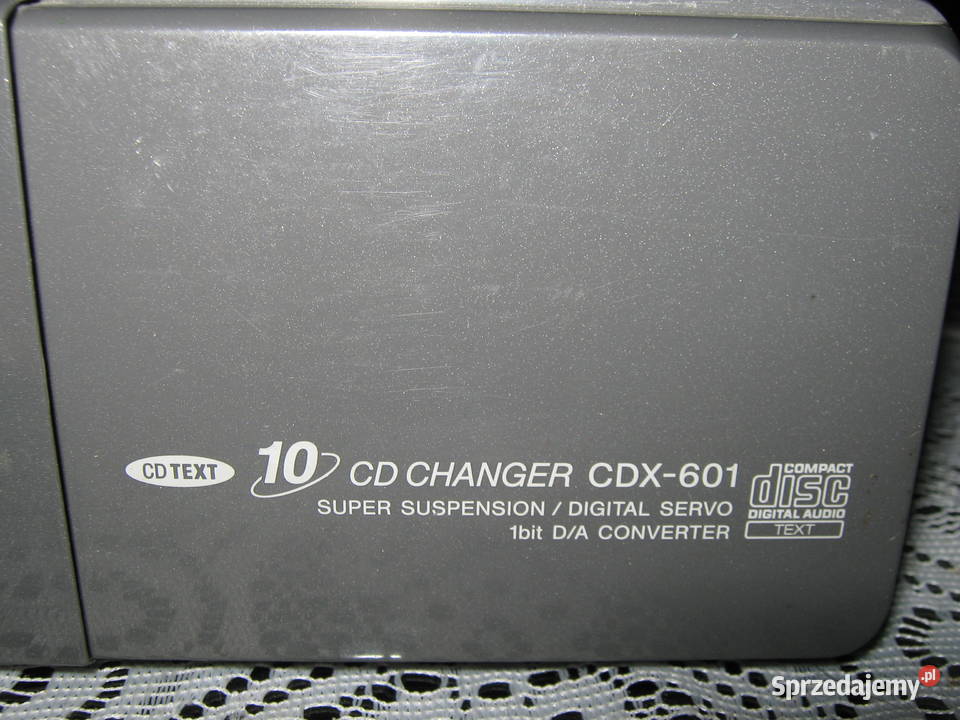 CD TEXT 10 CD CHANGER CDX-601
SUPER SUSPENSION / DIGITAL SERVO
1bit D/A CONVERTER
COMPACT
disc
DIGITAL AUDIO
TEXT
Sprzedajemy.pl